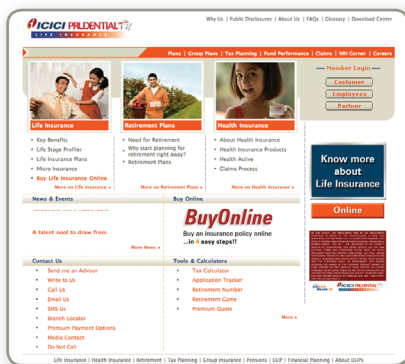 Why Us | Public Disclosures | About Us | FAQs | Glossary | Download Center
ICICI PRUDENTIAL
LIFE INSURANCE
Plans | Group Plans | Tax Planning | Fund Performance | Claims | NRI Corner | Careers
Member Login
Customer
Employees
Partner
Life Insurance
Retirement Plans
Health Insurance
Key Benefits
Life Stage Profiler
Life Insurance Plans
Micro Insurance
Buy Life Insurance Online
More on Life Insurance »
Need for Retirement
Why start planning for
retirement right away?
Retirement Plans
More on Retirement Plans »
About Health Insurance
Health Insurance Products
Health Active
Claims Process
More on Health Insurance »
Know more
about
Life Insurance
Online
News & Events
A talent pool to draw from
More News »
Buy Online
BuyOnline
Buy an insurance policy online
...in 4 easy steps!!
Contact Us
Send me an Advisor
Write to Us
Call Us
Email Us
SMS Us
Branch Locator
Premium Payment Options
Media Contact
Do Not Call
Tools & Calculators
Tax Calculator
Application Tracker
Retirement Number
Retirement Game
Premium Quote
More »
ICICI PRUDENTIAL
Life Insurance | Health Insurance | Retirement | Tax Planning | Group Insurance | Pensions | ULIP | Financial Planning | About ULIPs